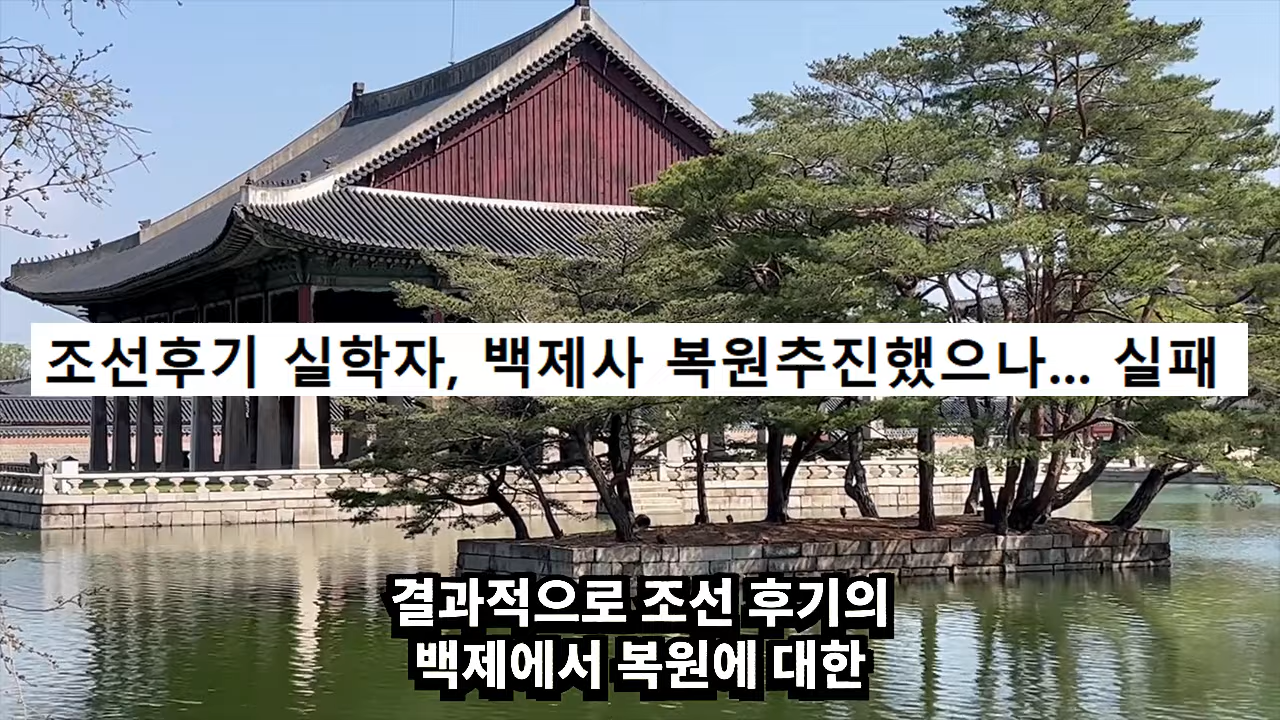 조선후기 실학자, 백제사 복원추진했으나... 실패
결과적으로 조선 후기의
백제에서 복원에 대한